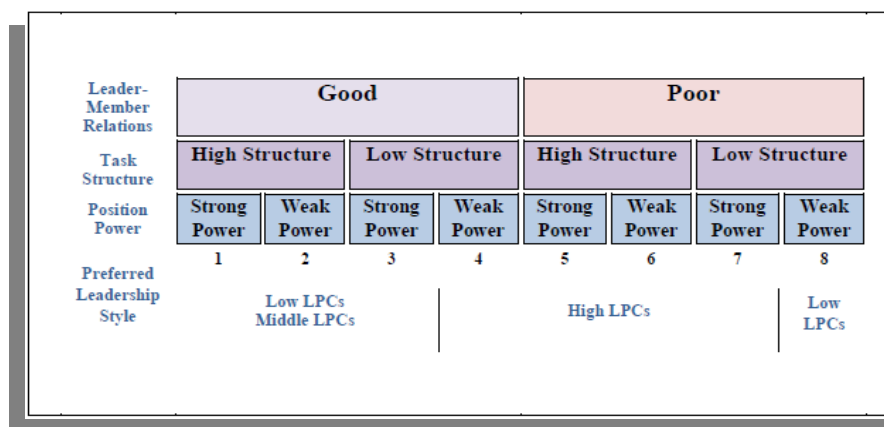 Leader-
Member
Relations
Good
Poor
Task
Structure
High Structure
Low Structure
High Structure
Low Structure
Position
Power
Strong
Power
Weak
Power
Strong
Power
Weak
Power
Strong
Power
Weak
Power
Strong
Power
Weak
Power
1
2
3
4
5
6
7
8
Preferred
Leadership
Style
Low LPCs
Middle LPCs
High LPCs
Low
LPCs